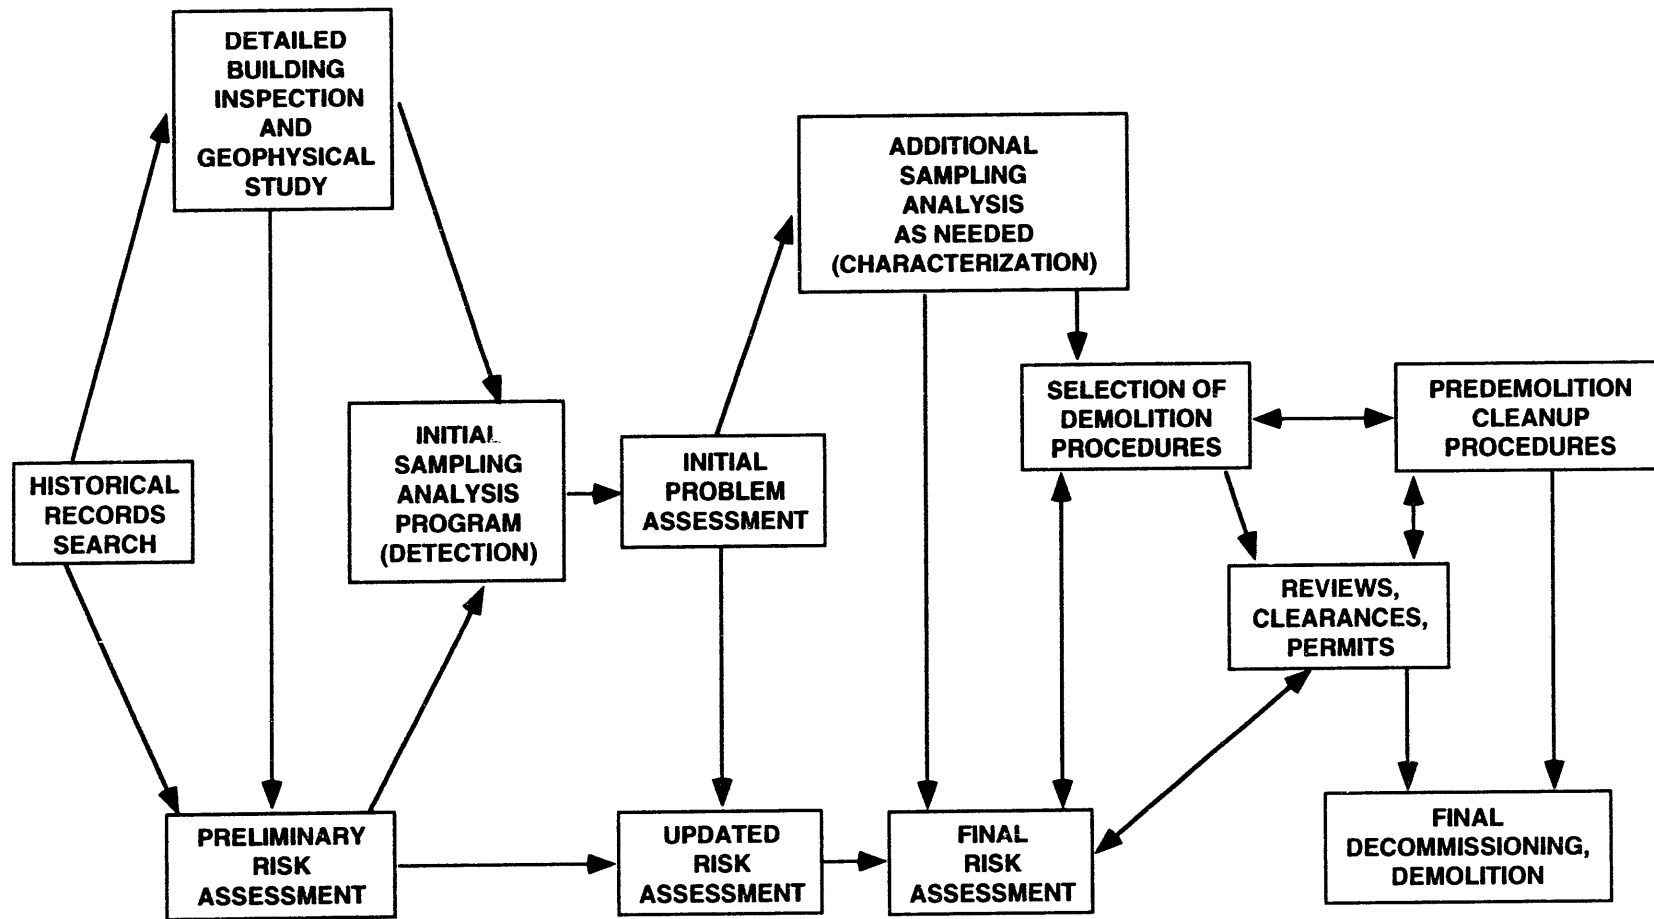 DETAILED
BUILDING
INSPECTION
AND
GEOPHYSICAL
STUDY
ADDITIONAL
SAMPLING
ANALYSIS
AS NEEDED
(CHARACTERIZATION)
HISTORICAL
RECORDS
SEARCH
INITIAL
SAMPLING
ANALYSIS
PROGRAM
(DETECTION)
INITIAL
PROBLEM
ASSESSMENT
SELECTION OF
DEMOLITION
PROCEDURES
PREDEMOLITION
CLEANUP
PROCEDURES
REVIEWS,
CLEARANCES,
PERMITS
PRELIMINARY
RISK
ASSESSMENT
UPDATED
RISK
ASSESSMENT
FINAL
RISK
ASSESSMENT
FINAL
DECOMMISSIONING,
DEMOLITION